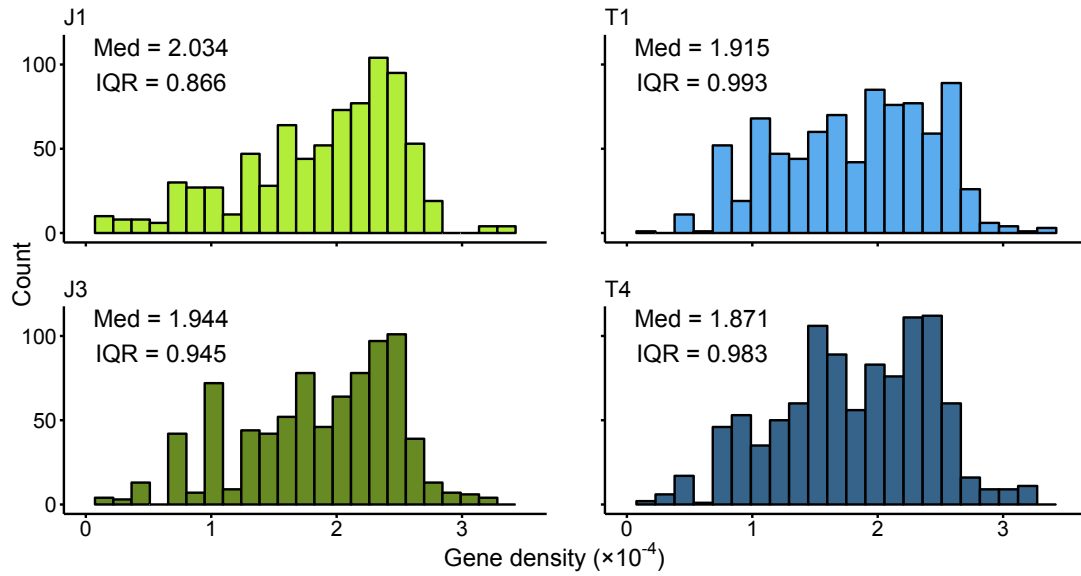 J1
Med = 2.034
IQR = 0.866
100
50
0
T1
Med = 1.915
IQR = 0.993
Count
J3
Med = 1.944
IQR = 0.945
100
50
0
0
1
2
3
T4
Med = 1.871
IQR = 0.983
0
1
2
3
Gene density (×10⁻⁴)